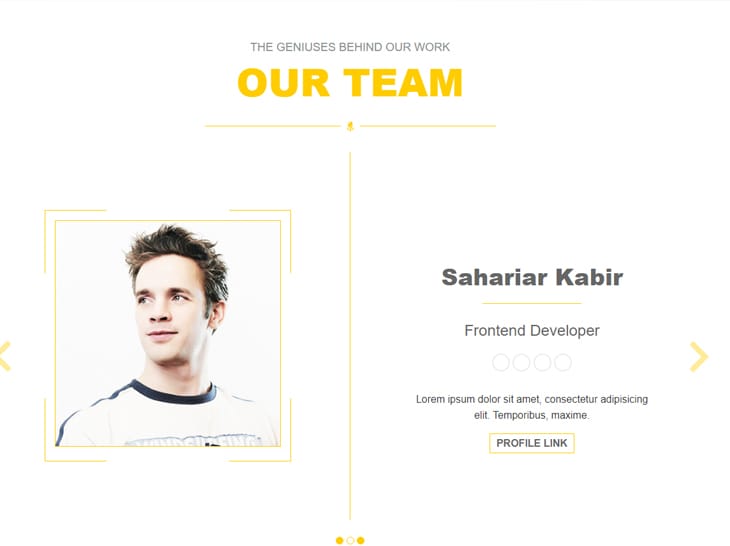 THE GENIUSES BEHIND OUR WORK
OUR TEAM
Sahariar Kabir
Frontend Developer
Lorem ipsum dolor sit amet, consectetur adipisicing
elit. Temporibus, maxime.
PROFILE LINK